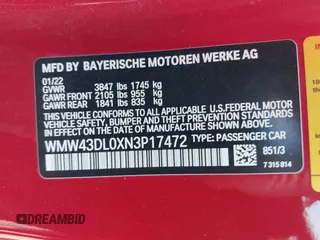 MFD BY BAYERISCHE MOTOREN WERKE AG
01/22
GVWR 3847 lbs 1745 kg
GAWR FRONT 2105 lbs 955 kg
GAWR REAR 1841 lbs 835 kg
THIS VEHICLE CONFORMS TO ALL APPLICABLE U.S.FEDERAL MOTOR
VEHICLE SAFETY, BUMPER, AND THEFT PREVENTION STANDARDS
IN EFFECT ON THE DATE OF MANUFACTURE SHOWN ABOVE.
WMW43DL0XN3P17472 TYPE: PASSENGER CAR
851/3
7 315 814
DREAMBID